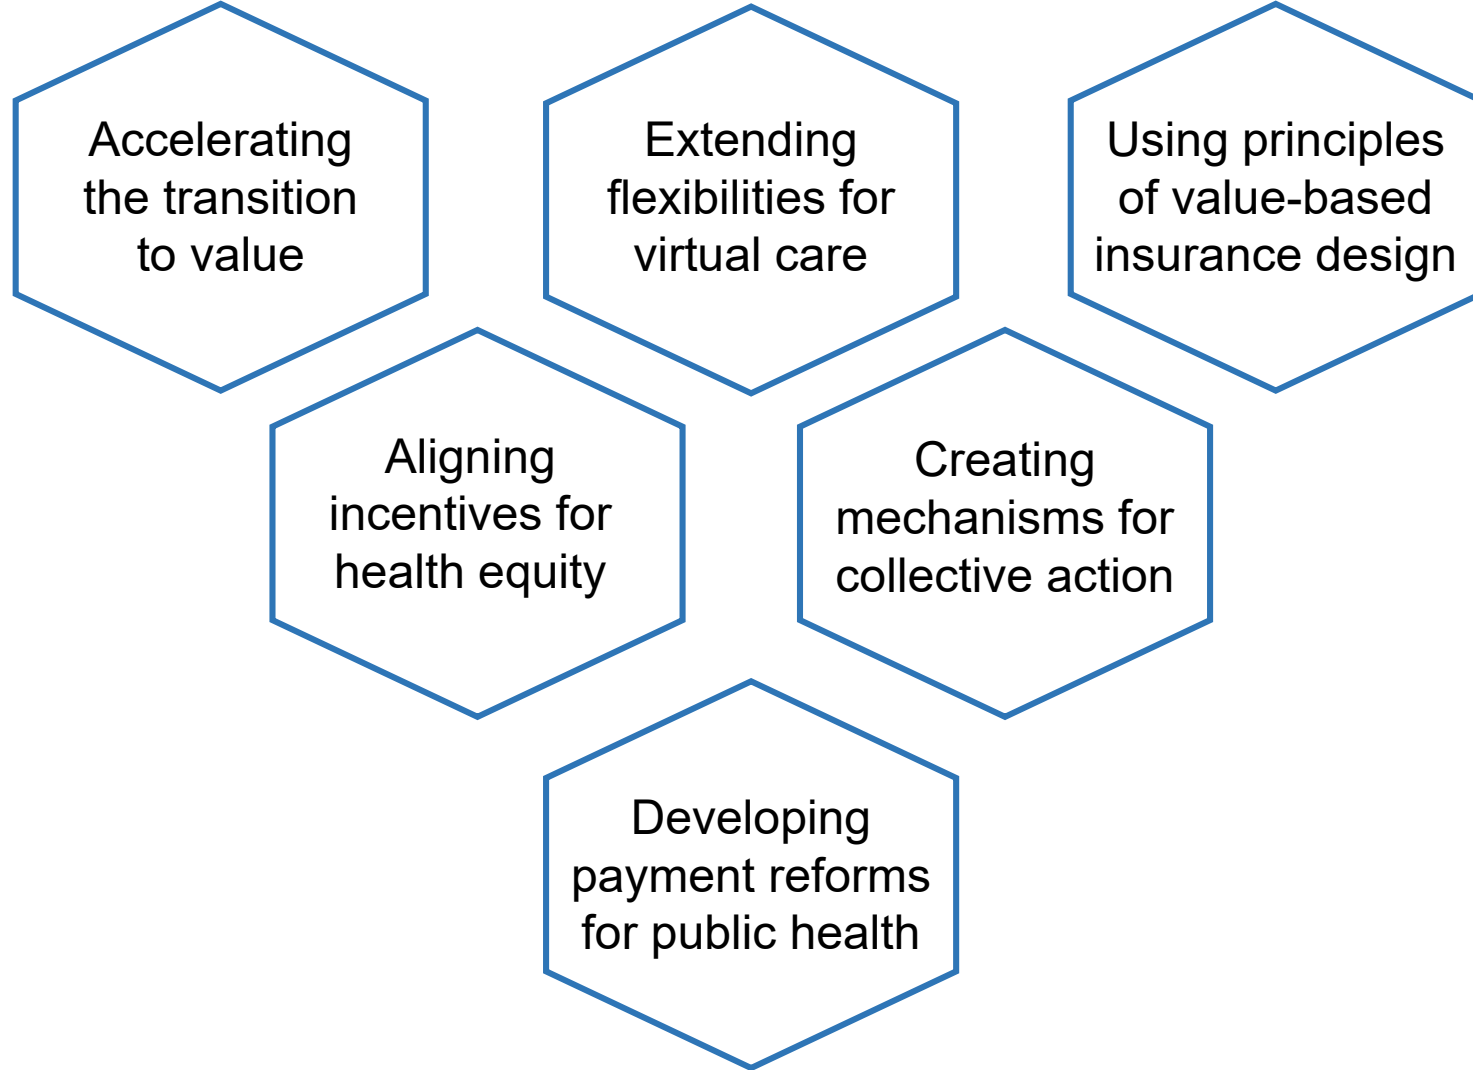 Accelerating
the transition
to value
Extending
flexibilities for
virtual care
Using principles
of value-based
insurance design
Aligning
incentives for
health equity
Creating
mechanisms for
collective action
Developing
payment reforms
for public health